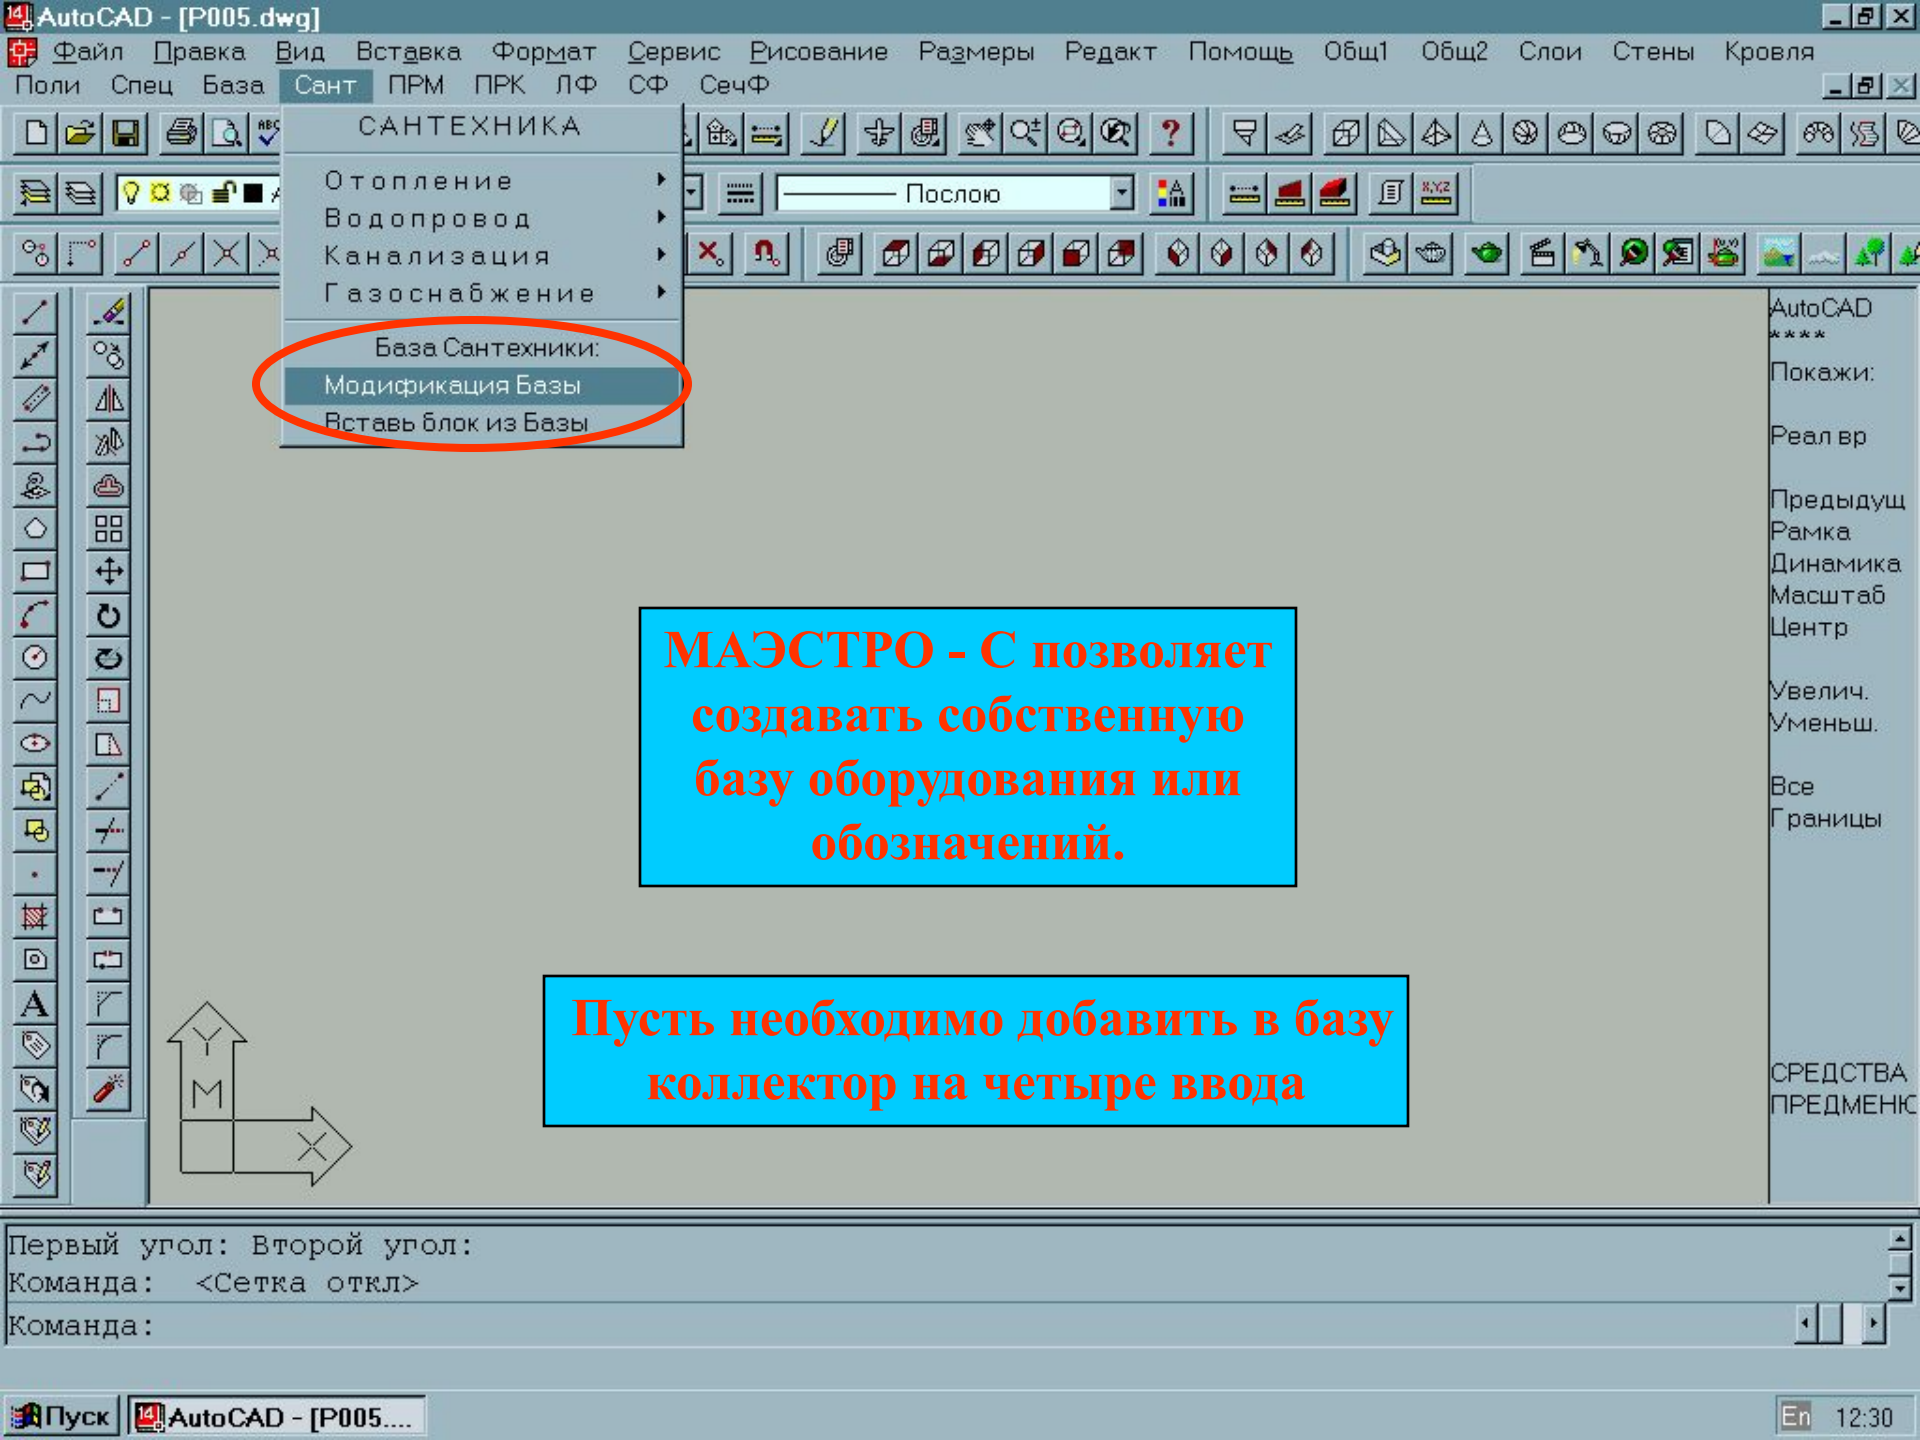 AutoCAD - [P005.dwg]
Файл Правка Вид Вставка Формат Сервис Рисование Размеры Редакт Помощь Общ1 Общ2 Слои Стены Кровля
Поли Спец База Сант ПРМ ПРК ЛФ СФ СечФ
САНТЕХНИКА
Отопление
Водопровод
Канализация
Газоснабжение
База Сантехники:
Модификация Базы
Вставь блок из Базы
Послою
AutoCAD
* * * *
Покажи:
Реал вр
Предыдущ
Рамка
Динамика
Масштаб
Центр
Увелич.
Уменьш.
Все
Границы
СРЕДСТВА
ПРЕДМЕНЮ
МАЭСТРО - С позволяет
создавать собственную
базу оборудования или
обозначений.
Пусть необходимо добавить в базу
коллектор на четыре ввода
Y
M
X
Первый угол: Второй угол:
Команда: <Сетка откл>
Команда:
Пуск AutoCAD - [P005.... En 12:30